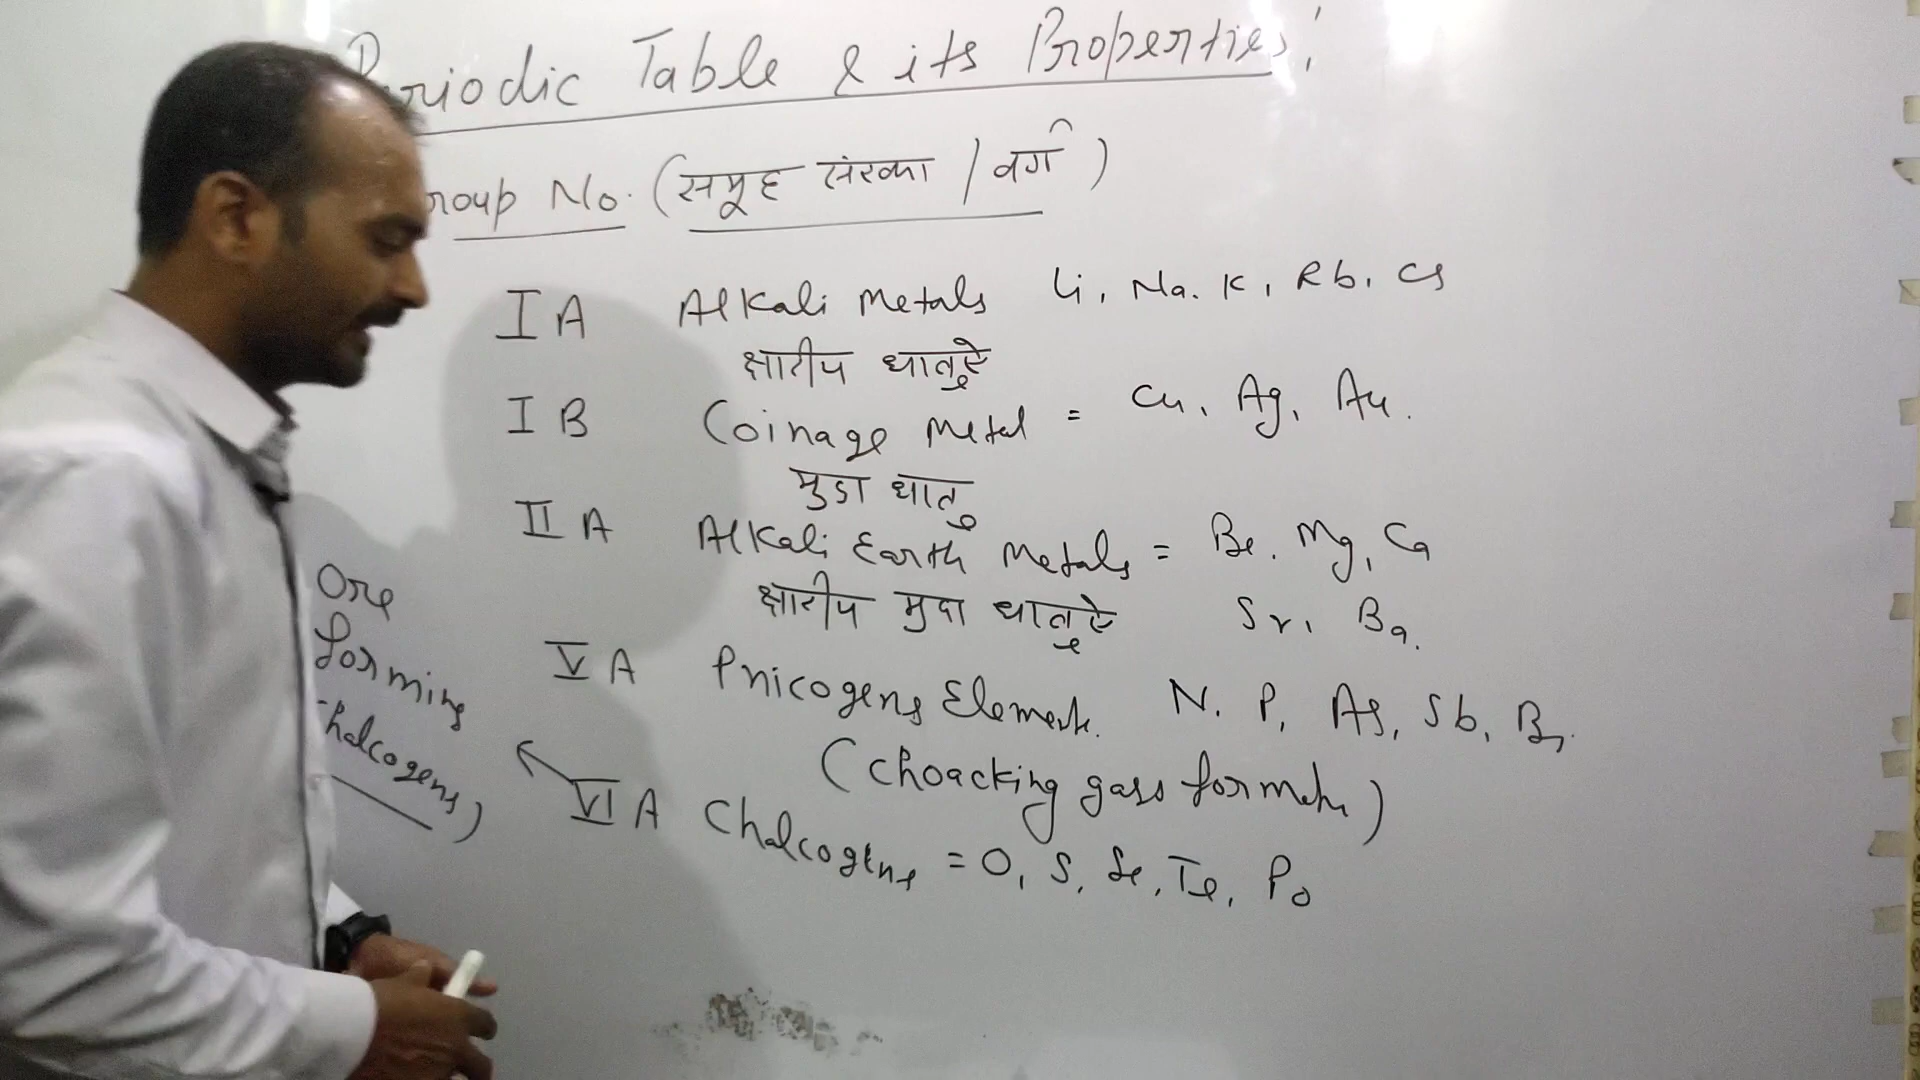 Periodic Table & its Properties:
Group No. (समूह संख्या / वर्ग)
I A Alkali Metals Li, Na, K, Rb, Cs
क्षारीय धातुऐ
I B Coinage Metal = Cu, Ag, Au.
मुद्रा धातु
II A Alkali Earth Metals = Be, Mg, Ca
क्षारीय मृदा धातुऐ Sr, Ba.
V A Pnicogens Element. N, P, As, Sb, Bi
(Choacking gass former)
VI A Chalcogens = O, S, Se, Te, Po
Ore
forming
Chalcogens)